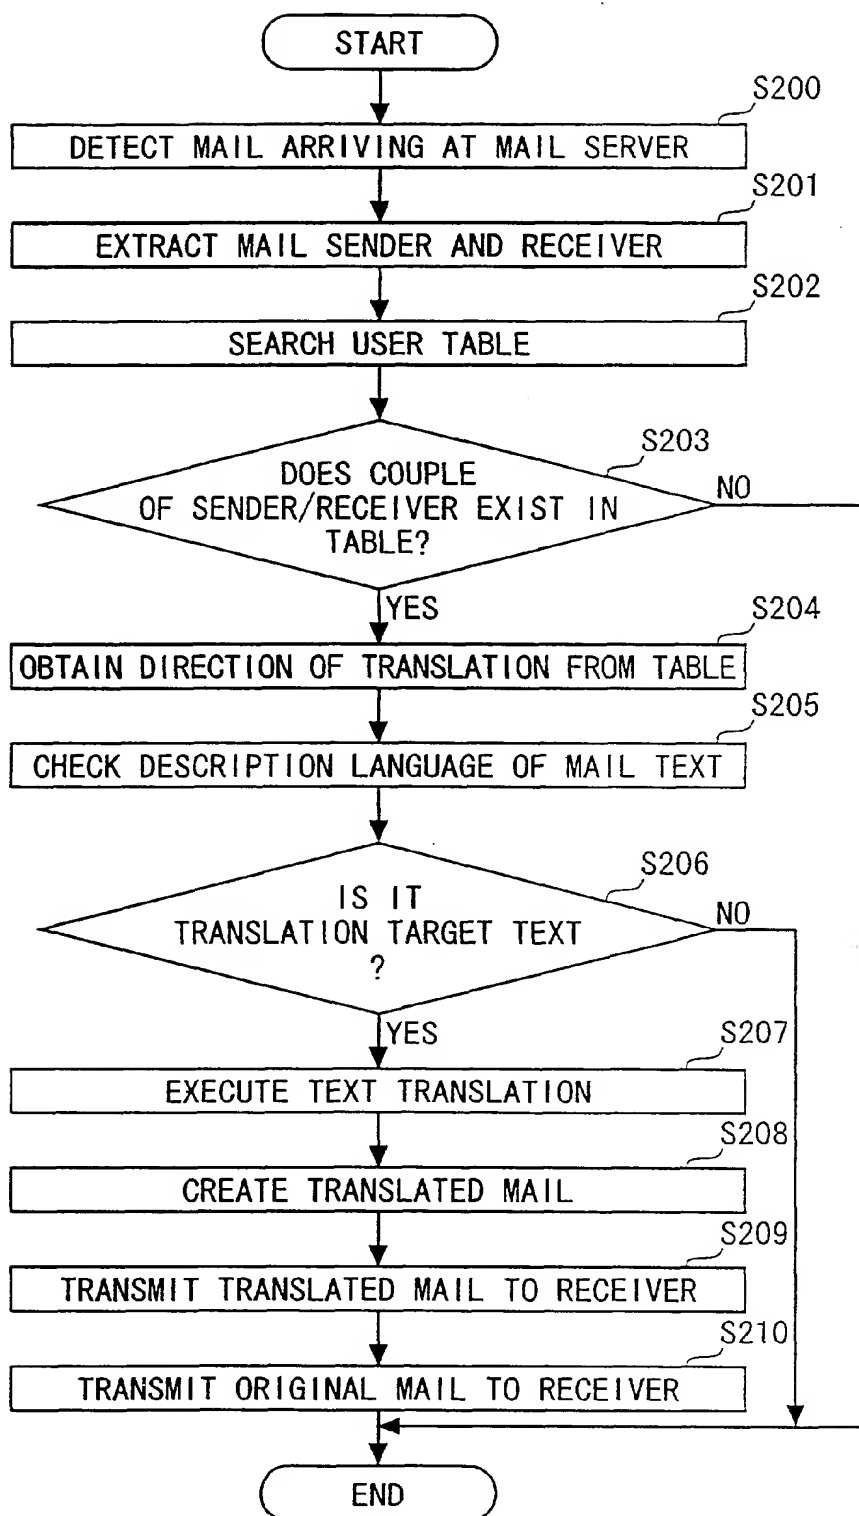 START
S200
DETECT MAIL ARRIVING AT MAIL SERVER
S201
EXTRACT MAIL SENDER AND RECEIVER
S202
SEARCH USER TABLE
S203
DOES COUPLE
OF SENDER/RECEIVER EXIST IN
TABLE?
NO
YES
S204
OBTAIN DIRECTION OF TRANSLATION FROM TABLE
S205
CHECK DESCRIPTION LANGUAGE OF MAIL TEXT
S206
IS IT
TRANSLATION TARGET TEXT
?
NO
YES
S207
EXECUTE TEXT TRANSLATION
S208
CREATE TRANSLATED MAIL
S209
TRANSMIT TRANSLATED MAIL TO RECEIVER
S210
TRANSMIT ORIGINAL MAIL TO RECEIVER
END